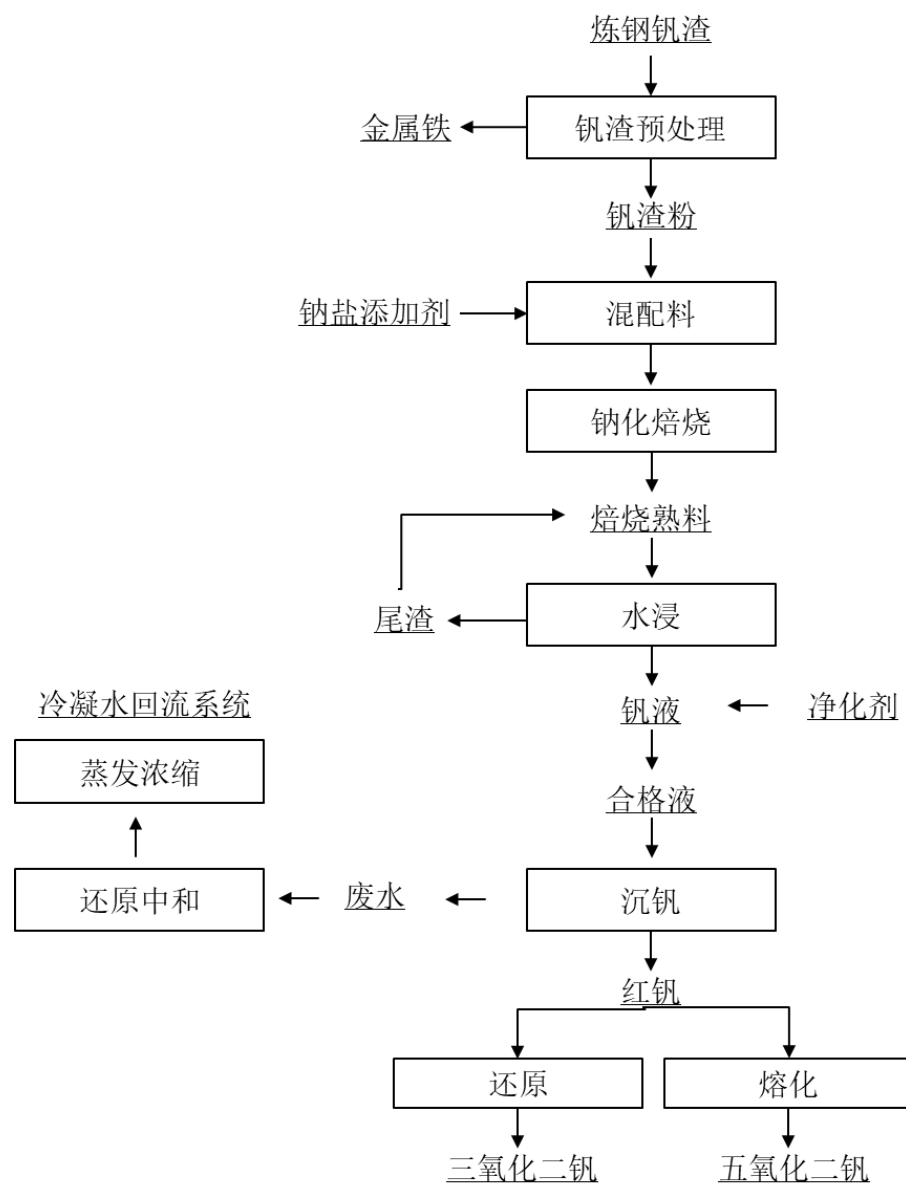 炼钢钒渣
金属铁
钒渣预处理
钒渣粉
钠盐添加剂
混配料
钠化焙烧
焙烧熟料
尾渣
水浸
冷凝水回流系统
钒液
净化剂
蒸发浓缩
合格液
还原中和
废水
沉钒
红钒
还原
熔化
三氧化二钒
五氧化二钒